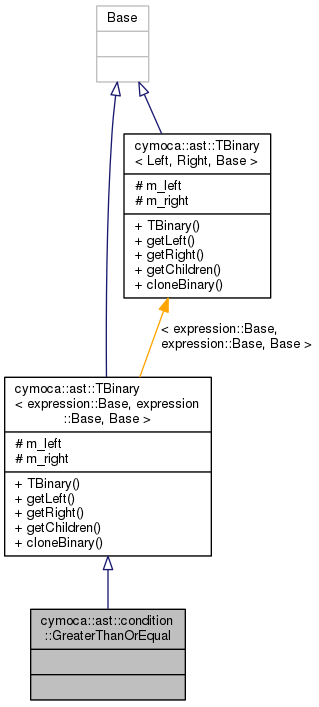 Base
cymoca::ast::TBinary
< Left, Right, Base >
# m_left
# m_right
+ TBinary()
+ getLeft()
+ getRight()
+ getChildren()
+ cloneBinary()
< expression::Base,
expression::Base, Base >
cymoca::ast::TBinary
< expression::Base, expression
::Base, Base >
# m_left
# m_right
+ TBinary()
+ getLeft()
+ getRight()
+ getChildren()
+ cloneBinary()
cymoca::ast::condition
::GreaterThanOrEqual